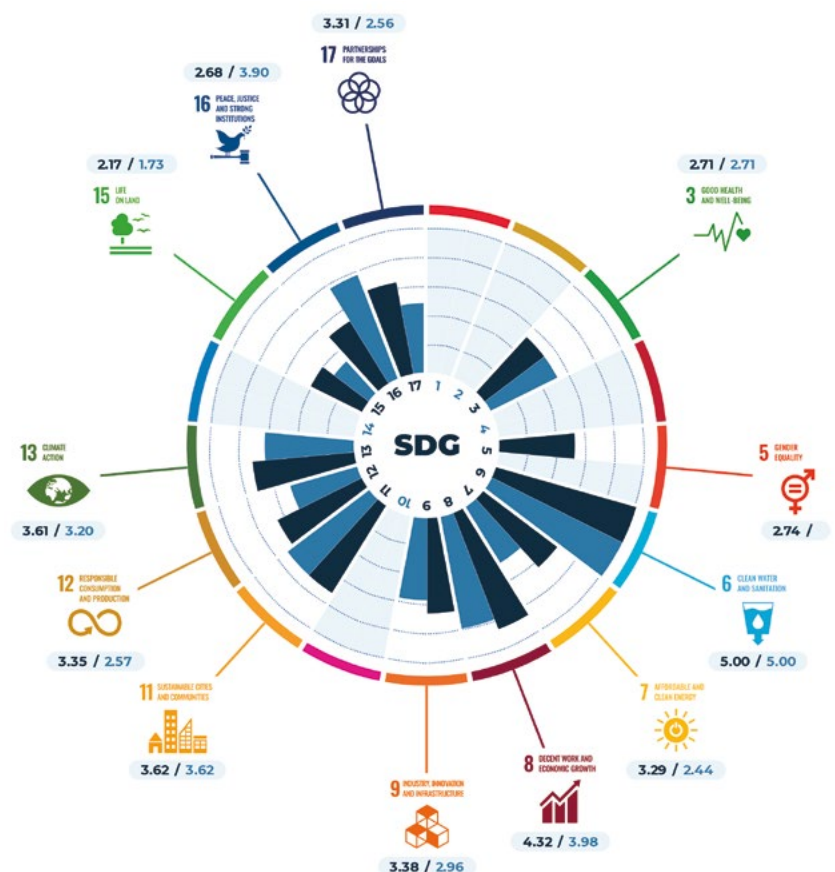 3.31 / 2.56
17 PARTNERSHIPS
FOR THE GOALS
2.68 / 3.90
16 PEACE, JUSTICE
AND STRONG
INSTITUTIONS
2.17 / 1.73
15 LIFE
ON LAND
2.71 / 2.71
3 GOOD HEALTH
AND WELL-BEING
17 1 2
16 3
15 4
14 5
13 SDG 6
12 7
11 8
10 9
13 CLIMATE
ACTION
3.61 / 3.20
5 GENDER
EQUALITY
2.74 /
12 RESPONSIBLE
CONSUMPTION
AND PRODUCTION
3.35 / 2.57
6 CLEAN WATER
AND SANITATION
5.00 / 5.00
11 SUSTAINABLE CITIES
AND COMMUNITIES
3.62 / 3.62
7 AFFORDABLE AND
CLEAN ENERGY
3.29 / 2.44
8 DECENT WORK AND
ECONOMIC GROWTH
4.32 / 3.98
9 INDUSTRY, INNOVATION
AND INFRASTRUCTURE
3.38 / 2.96